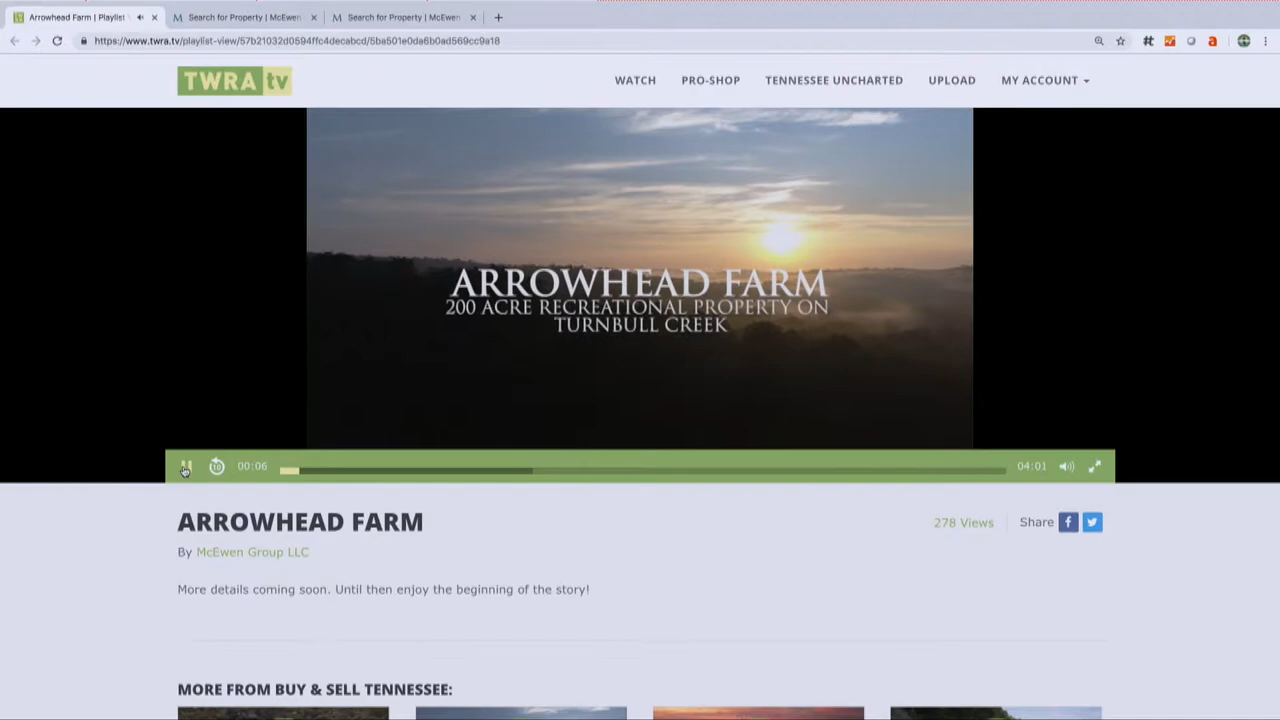 Arrowhead Farm | Playlist
Search for Property | McEwen
Search for Property | McEwen
https://www.twra.tv/playlist-view/57b21032d0594ffc4decabcd/5ba501e0da6b0ad569cc9a18
TWRA tv
WATCH
PRO-SHOP
TENNESSEE UNCHARTED
UPLOAD
MY ACCOUNT
ARROWHEAD FARM
200 ACRE RECREATIONAL PROPERTY ON
TURNBULL CREEK
10
00:06
04:01
ARROWHEAD FARM
278 Views
Share
By McEwen Group LLC
More details coming soon. Until then enjoy the beginning of the story!
MORE FROM BUY & SELL TENNESSEE: